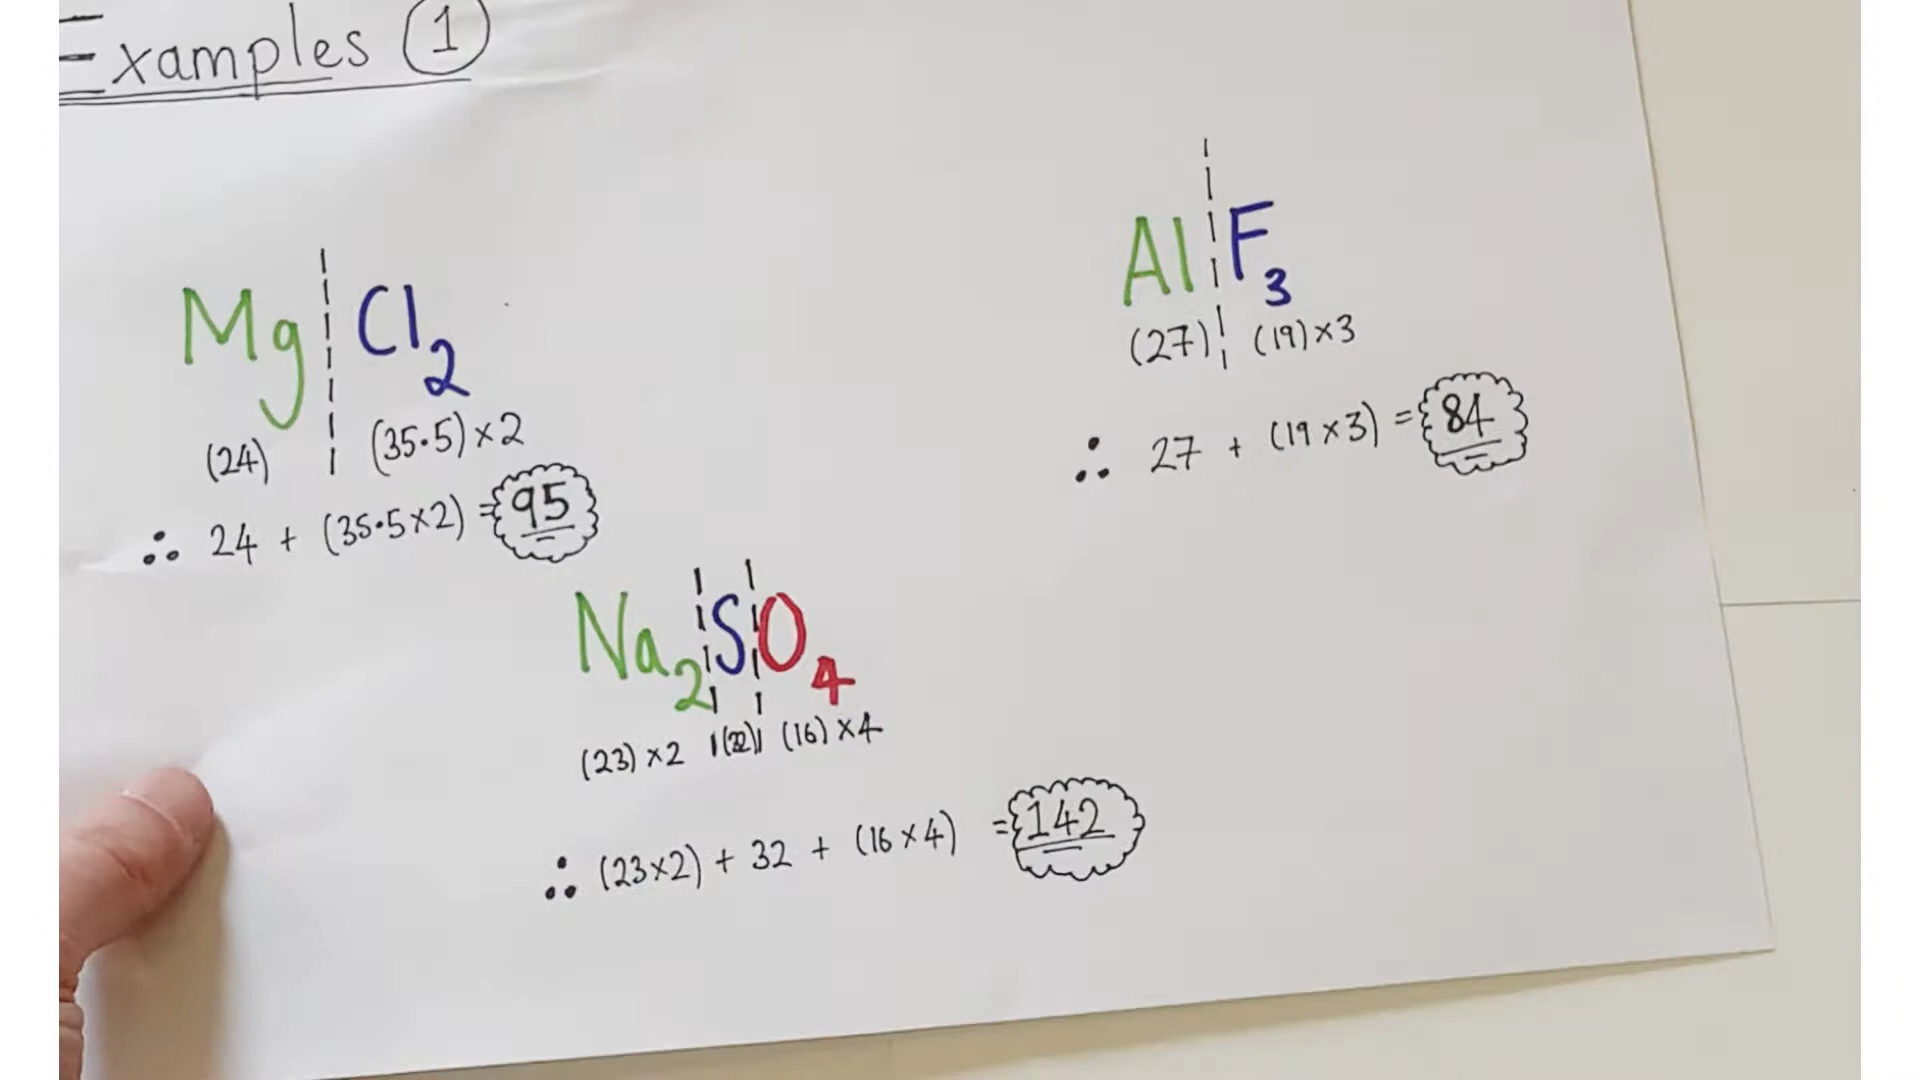 Examples 1
Mg Cl2
(24) (35.5)×2
∴ 24 + (35.5×2) = 95
Al F3
(27) (19)×3
∴ 27 + (19×3) = 84
Na2 S O4
(23)×2 (32) (16)×4
∴ (23×2) + 32 + (16×4) = 142